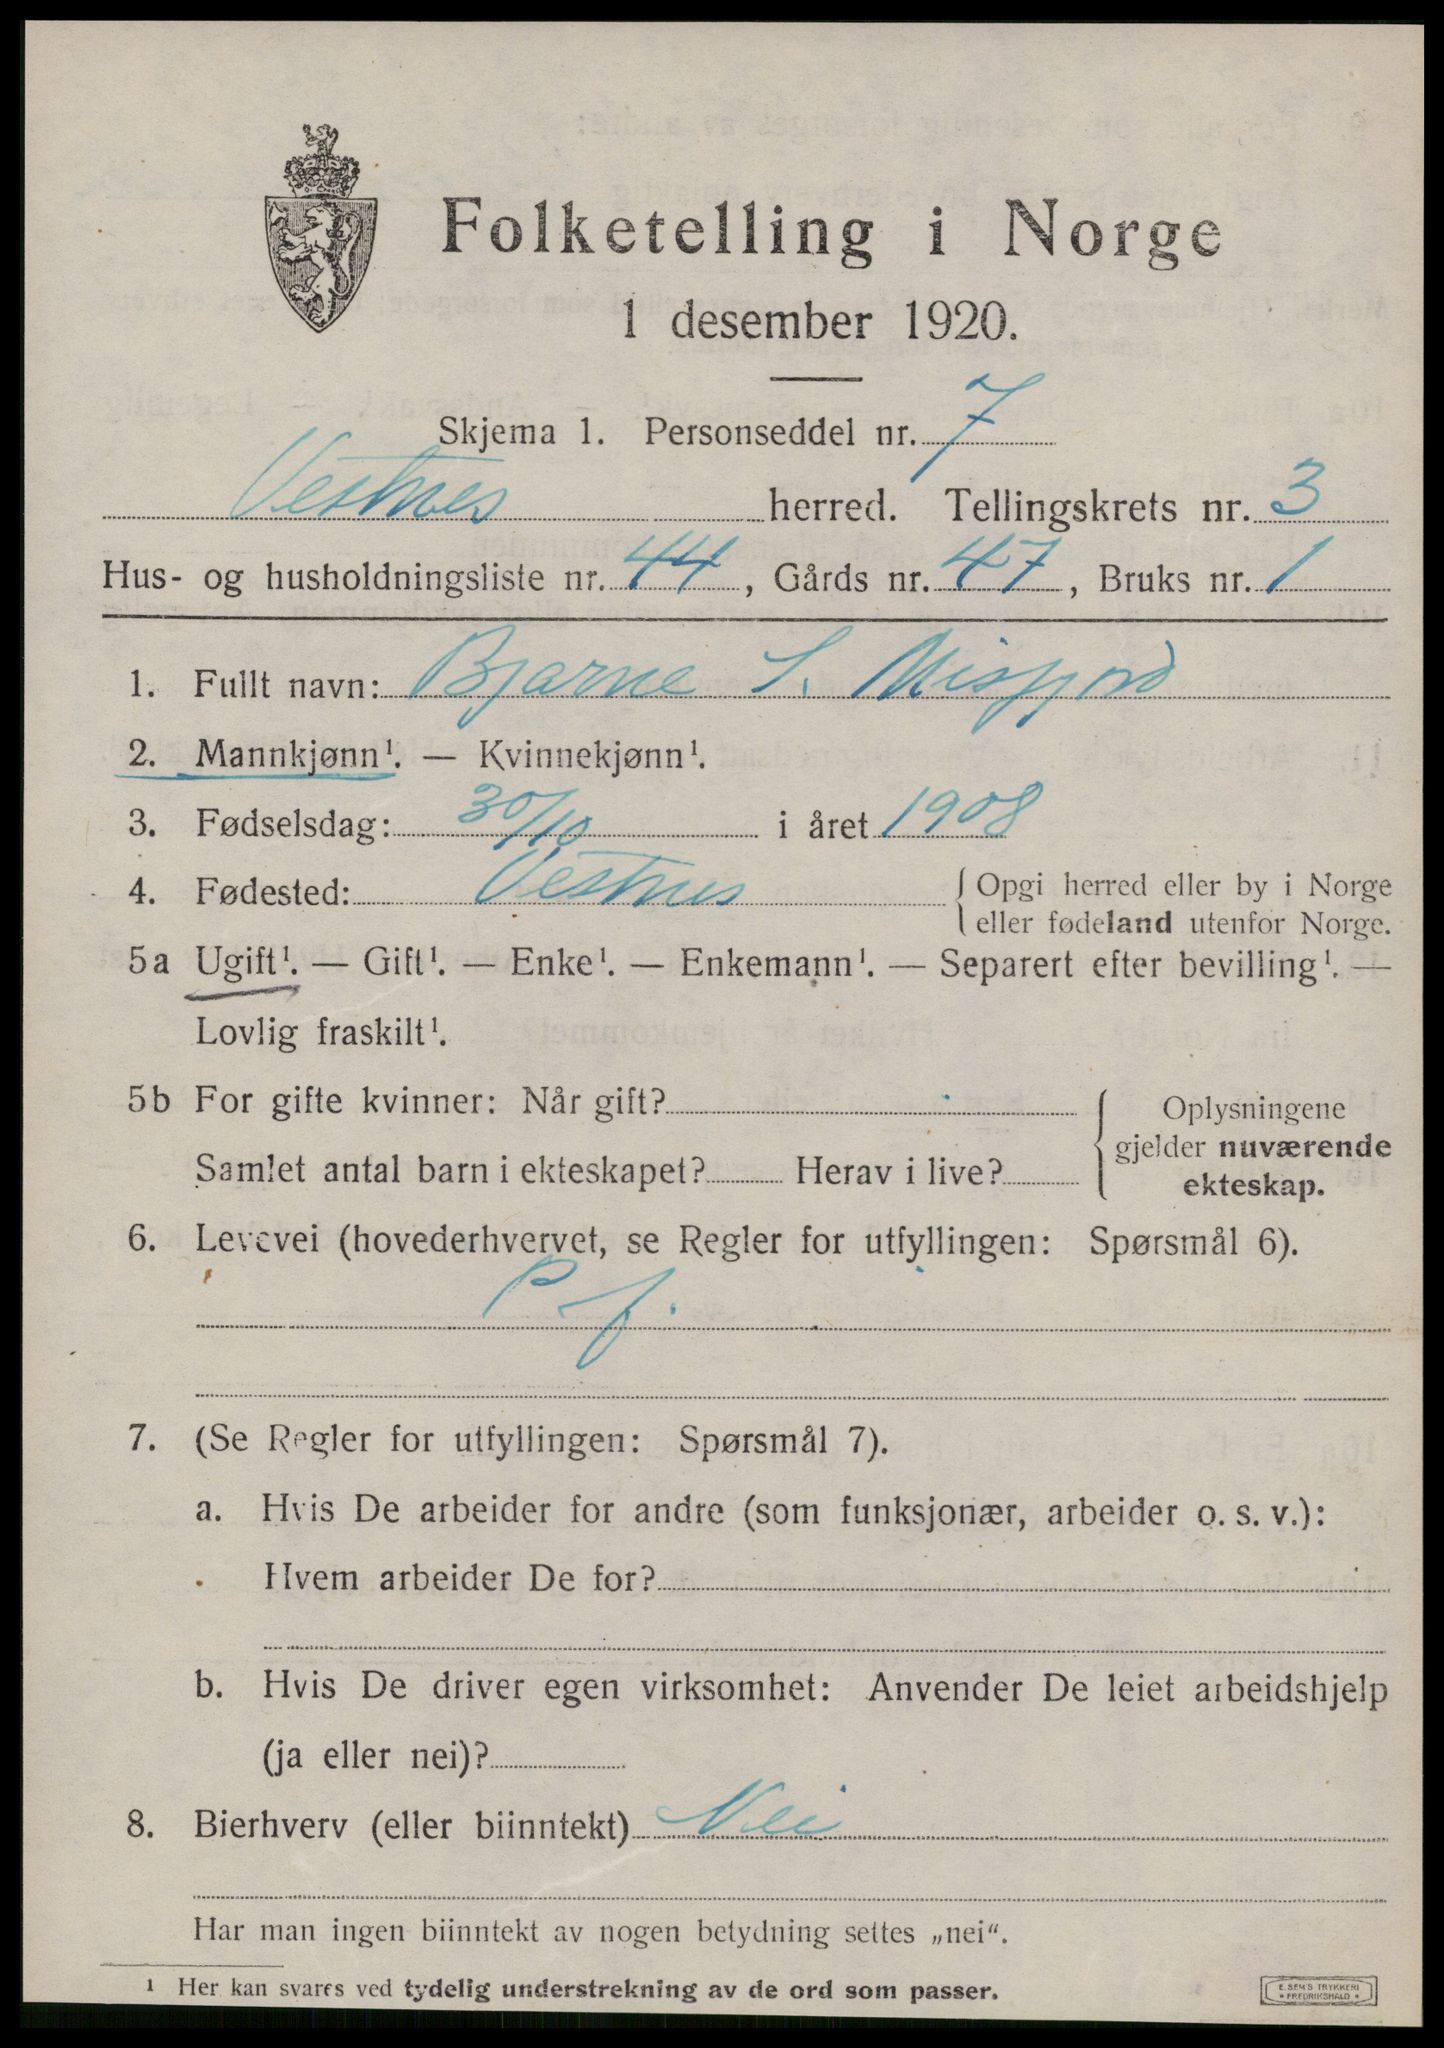 Folketelling i Norge
1 desember 1920.
Skjema 1. Personseddel nr. 7
Vestnes herred. Tellingskrets nr. 3
Hus- og husholdningsliste nr. 44, Gårds nr. 47, Bruks nr. 1
1. Fullt navn: Bjarne S. Misfjord
2. Mannkjønn¹. — Kvinnekjønn¹.
3. Fødselsdag: 30/10 i året 1908
4. Fødested: Vestnes { Opgi herred eller by i Norge
eller fødeland utenfor Norge.
5a Ugift¹. — Gift¹. — Enke¹. — Enkemann¹. — Separert efter bevilling¹. —
Lovlig fraskilt¹.
5b For gifte kvinner: Når gift?
Samlet antal barn i ekteskapet? Herav i live?
Oplysningene
gjelder nuværende
ekteskap.
6. Levevei (hovederhvervet, se Regler for utfyllingen: Spørsmål 6).
P f.
7. (Se Regler for utfyllingen: Spørsmål 7).
a. Hvis De arbeider for andre (som funksjonær, arbeider o. s. v.):
Hvem arbeider De for?
b. Hvis De driver egen virksomhet: Anvender De leiet arbeidshjelp
(ja eller nei)?
8. Bierhverv (eller biinntekt) Nei
Har man ingen biinntekt av nogen betydning settes „nei“.
¹ Her kan svares ved tydelig understrekning av de ord som passer.
E. SEM'S TRYKKERI
• FREDRIKSHALD •